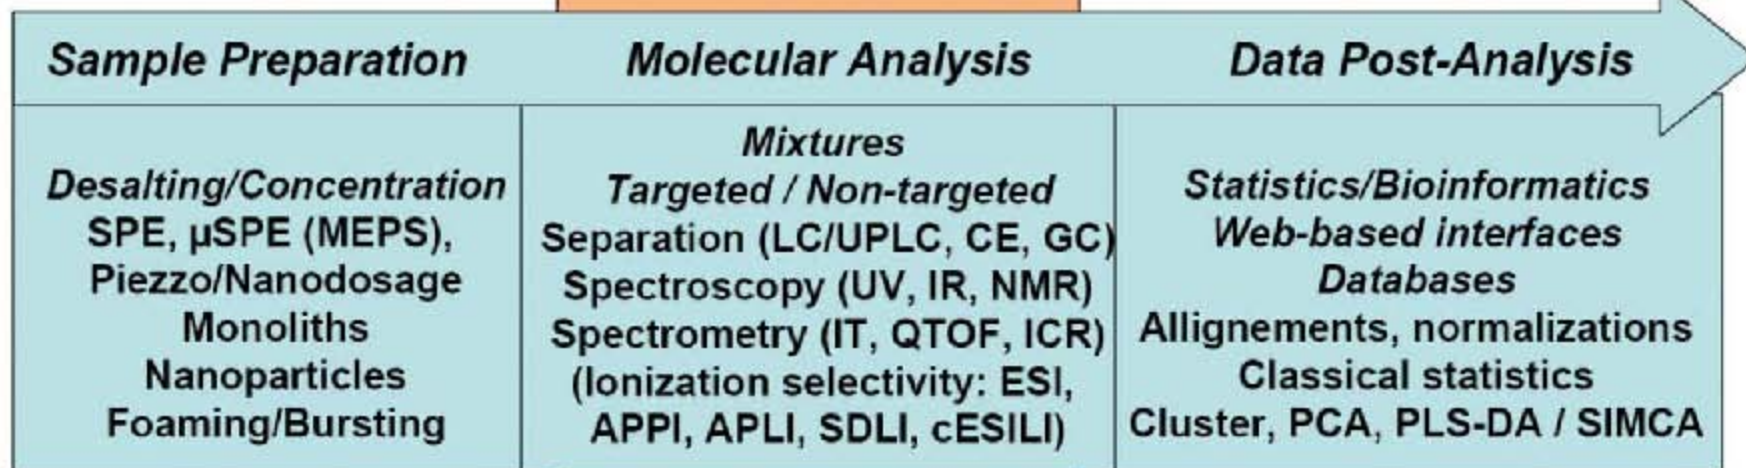 Sample Preparation
Molecular Analysis
Data Post-Analysis
Desalting/Concentration
SPE, µSPE (MEPS),
Piezzo/Nanodosage
Monoliths
Nanoparticles
Foaming/Bursting
Mixtures
Targeted / Non-targeted
Separation (LC/UPLC, CE, GC)
Spectroscopy (UV, IR, NMR)
Spectrometry (IT, QTOF, ICR)
(Ionization selectivity: ESI,
APPI, APLI, SDLI, cESILI)
Statistics/Bioinformatics
Web-based interfaces
Databases
Allignements, normalizations
Classical statistics
Cluster, PCA, PLS-DA / SIMCA